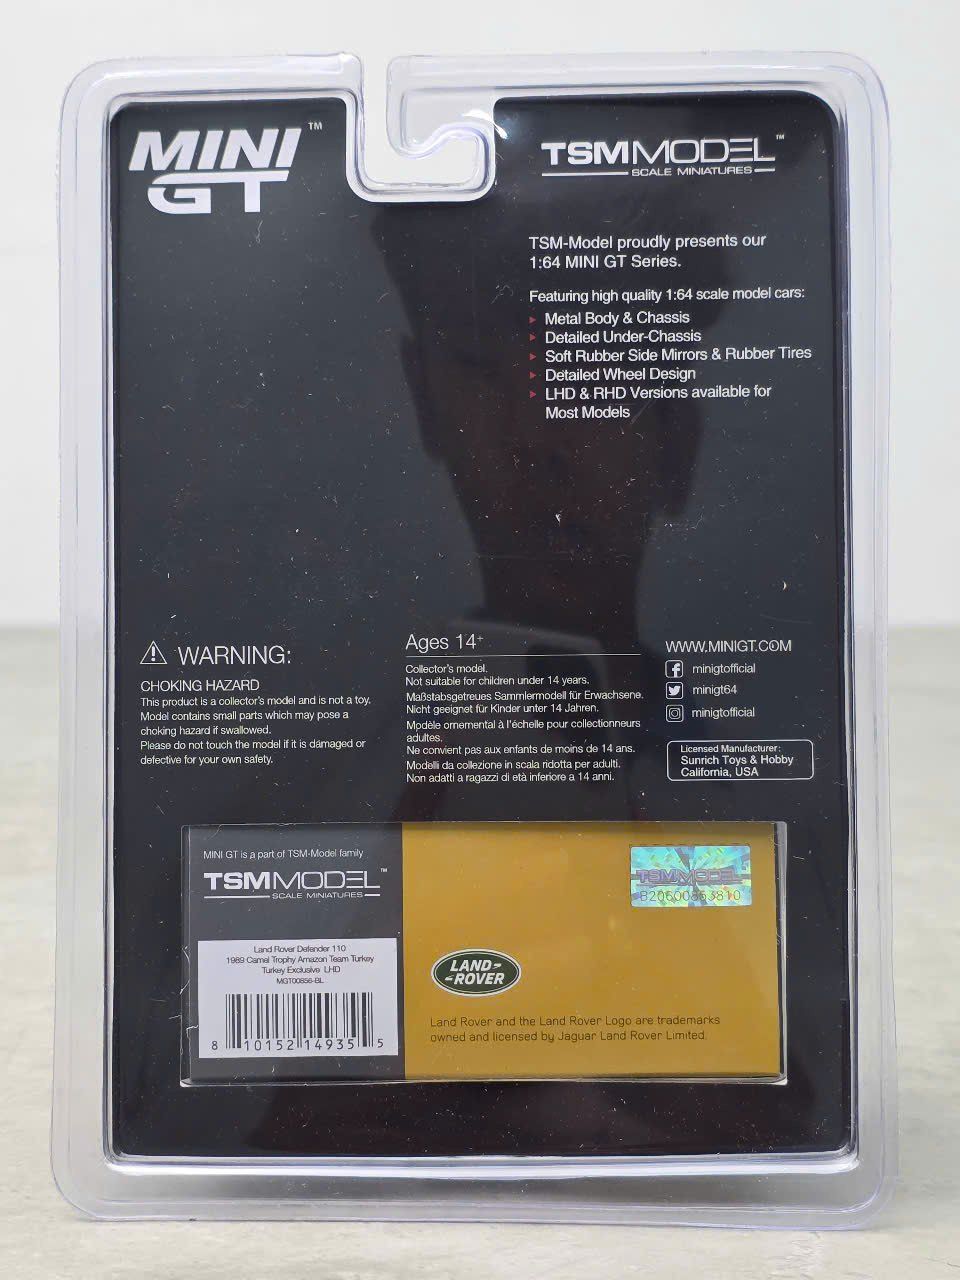 MINI GT ™
TSMMODEL ™
SCALE MINIATURES
TSM-Model proudly presents our
1:64 MINI GT Series.
Featuring high quality 1:64 scale model cars:
Metal Body & Chassis
Detailed Under-Chassis
Soft Rubber Side Mirrors & Rubber Tires
Detailed Wheel Design
LHD & RHD Versions available for
Most Models
WARNING:
CHOKING HAZARD
This product is a collector's model and is not a toy.
Model contains small parts which may pose a
choking hazard if swallowed.
Please do not touch the model if it is damaged or
defective for your own safety.
Ages 14+
Collector's model.
Not suitable for children under 14 years.
Maßstabsgetreues Sammlermodell für Erwachsene.
Nicht geeignet für Kinder unter 14 Jahren.
Modèle ornemental à l'échelle pour collectionneurs
adultes.
Ne convient pas aux enfants de moins de 14 ans.
Modelli da collezione in scala ridotta per adulti.
Non adatti a ragazzi di età inferiore a 14 anni.
WWW.MINIGT.COM
minigtofficial
minigt64
minigtofficial
Licensed Manufacturer:
Sunrich Toys & Hobby
California, USA
MINI GT is a part of TSM-Model family
TSMMODEL ™
SCALE MINIATURES
Land Rover Defender 110
1989 Camel Trophy Amazon Team Turkey
Turkey Exclusive LHD
MGT00856-BL
8 10152 14935 5
TSMMODEL
LAND-
-ROVER
Land Rover and the Land Rover Logo are trademarks
owned and licensed by Jaguar Land Rover Limited.